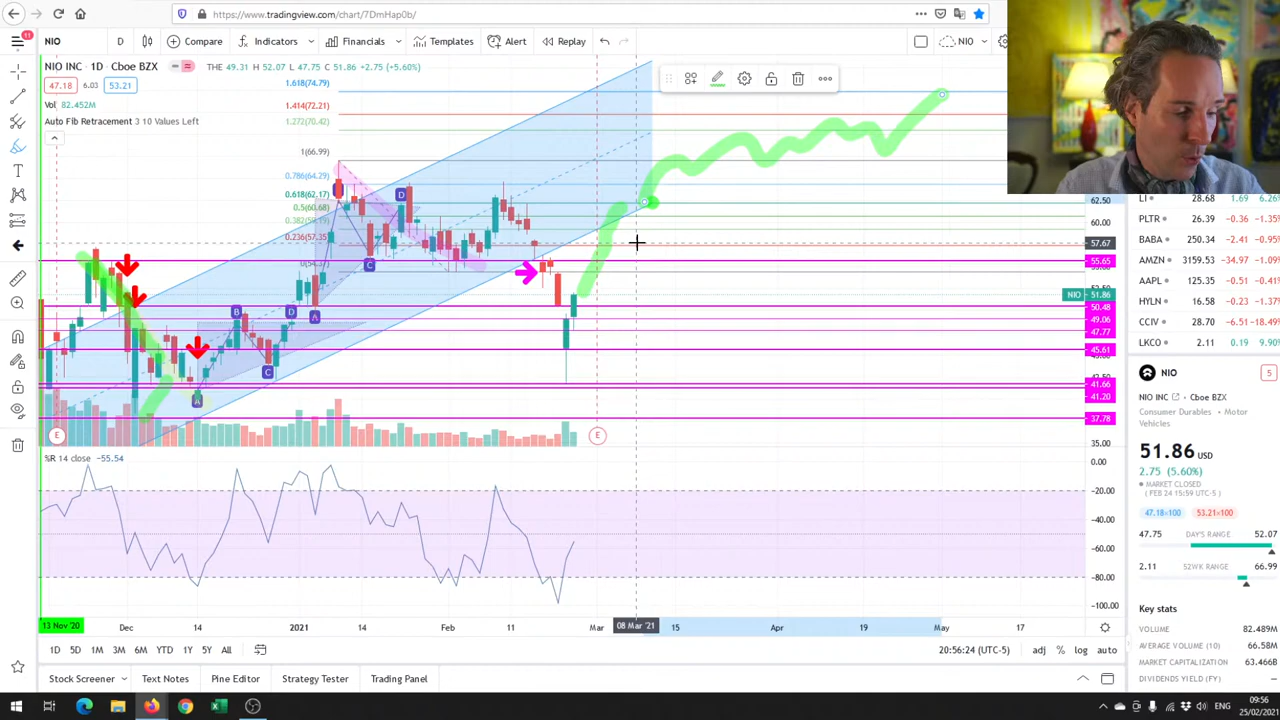 https://www.tradingview.com/chart/7DmHap0b/
11
NIO D Compare Indicators Financials Templates Alert Replay NIO
NIO INC · 1D · Cboe BZX THE 49.31 H 52.07 L 47.75 C 51.86 +2.75 (+5.60%)
47.18 6.03 53.21
Vol 82.452M
Auto Fib Retracement 3 10 Values Left
1.618(74.79)
1.414(72.21)
1.272(70.42)
1(66.99)
0.786(64.29)
0.618(62.17)
0.5(60.68)
0.382(59.19)
0.236(57.35)
D
B
D
A
C
C
A
E
E
62.50
60.00
57.67
55.65
NIO 51.86
50.48
49.06
47.77
45.61
41.66
41.20
37.78
35.00
%R 14 close −55.54
0.00
−20.00
−40.00
−60.00
−80.00
−100.00
13 Nov '20 Dec 14 2021 14 Feb 11 Mar 08 Mar '21 15 Apr 19 May 17
1D 5D 1M 3M 6M YTD 1Y 5Y All
20:56:24 (UTC-5) adj % log auto
Stock Screener Text Notes Pine Editor Strategy Tester Trading Panel
LI 28.68 1.69 6.26%
PLTR 26.39 −0.36 −1.35%
BABA 250.34 −2.41 −0.95%
AMZN 3159.53 −34.97 −1.09%
HYLN 16.58 −0.23 −1.37%
CCIV 28.70 −6.51 −18.49%
LKCO 2.11 0.19 9.90%
NIO 5
NIO INC Cboe BZX
Consumer Durables • Motor
Vehicles
51.86 USD
2.75 (5.60%)
MARKET CLOSED
( FEB 24 15:59 UTC-5)
47.18×100 53.21×100
47.75 DAY'S RANGE 52.07
2.11 52WK RANGE 66.99
Key stats
VOLUME 82.489M
AVERAGE VOLUME (10) 66.58M
MARKET CAPITALIZATION 63.466B
DIVIDENDS YIELD (FY) —
ENG 09:56
25/02/2021